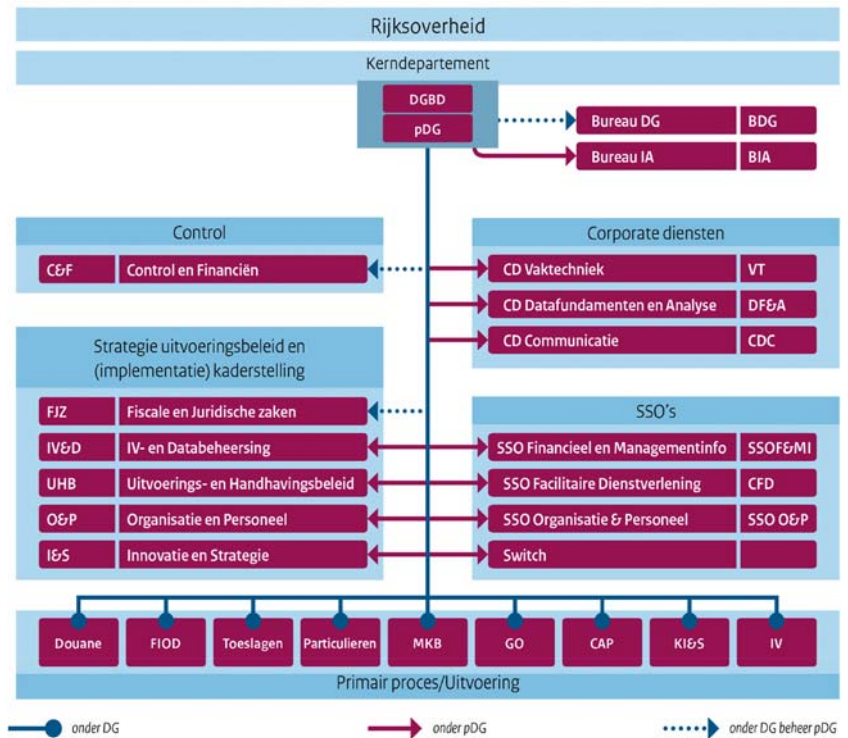 Rijksoverheid
Kerndepartement
DGBD
pDG
Bureau DG BDG
Bureau IA BIA
Control
C&F Control en Financiën
Corporate diensten
CD Vaktechniek VT
CD Datafundamenten en Analyse DF&A
CD Communicatie CDC
Strategie uitvoeringsbeleid en
(implementatie) kaderstelling
FJZ Fiscale en Juridische zaken
IV&D IV- en Databeheersing
UHB Uitvoerings- en Handhavingsbeleid
O&P Organisatie en Personeel
I&S Innovatie en Strategie
SSO's
SSO Financieel en Managementinfo SSOF&MI
SSO Facilitaire Dienstverlening CFD
SSO Organisatie & Personeel SSO O&P
Switch
Douane FIOD Toeslagen Particulieren MKB GO CAP KI&S IV
Primair proces/Uitvoering
onder DG onder pDG onder DG beheer pDG